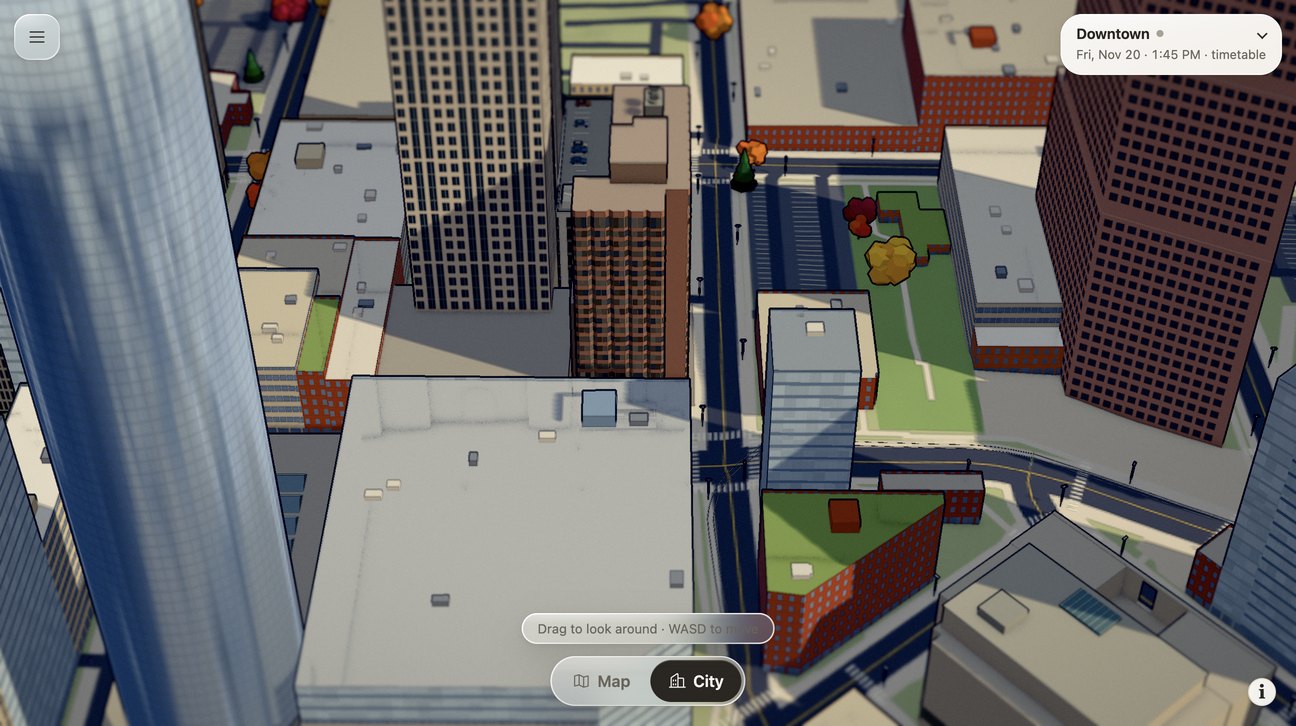 Downtown
Fri, Nov 20 · 1:45 PM · timetable
Drag to look around · WASD to move
Map
City